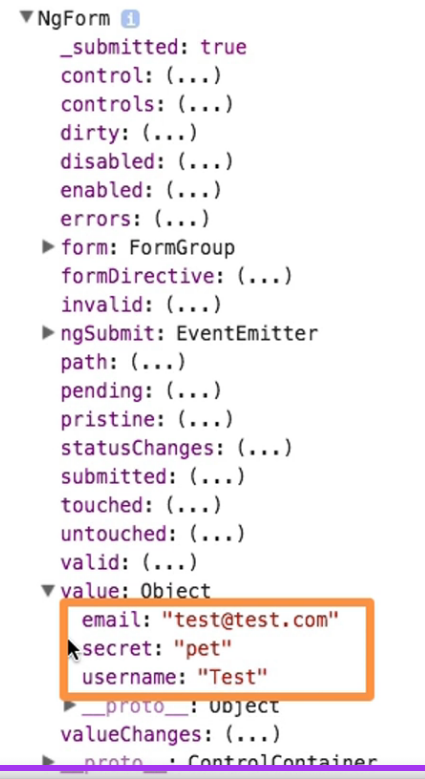 NgForm i
_submitted: true
control: (...)
controls: (...)
dirty: (...)
disabled: (...)
enabled: (...)
errors: (...)
form: FormGroup
formDirective: (...)
invalid: (...)
ngSubmit: EventEmitter
path: (...)
pending: (...)
pristine: (...)
statusChanges: (...)
submitted: (...)
touched: (...)
untouched: (...)
valid: (...)
value: Object
email: "test@test.com"
secret: "pet"
username: "Test"
__proto__: Object
valueChanges: (...)
__proto__: ControlContainer